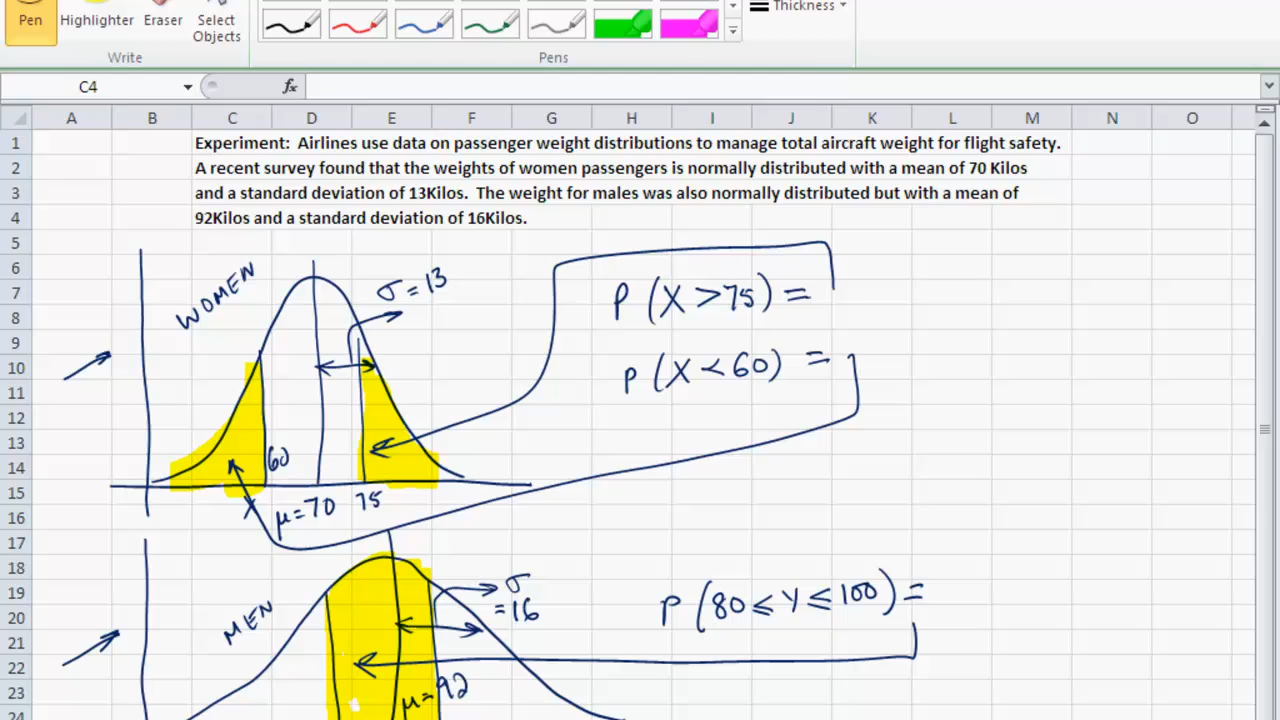 Pen
Highlighter
Eraser
Select
Objects
Thickness
Write
Pens
C4
fx
A B C D E F G H I J K L M N O
1 Experiment: Airlines use data on passenger weight distributions to manage total aircraft weight for flight safety.
2 A recent survey found that the weights of women passengers is normally distributed with a mean of 70 Kilos
3 and a standard deviation of 13Kilos. The weight for males was also normally distributed but with a mean of
4 92Kilos and a standard deviation of 16Kilos.
5
6
7
8
9
10
11
12
13
14
15
16
17
18
19
20
21
22
23
24
WOMEN
σ = 13
P (X > 75) =
P (X < 60) =
60
μ = 70
75
MEN
σ
= 16
P (80 ≤ Y ≤ 100) =
μ = 92